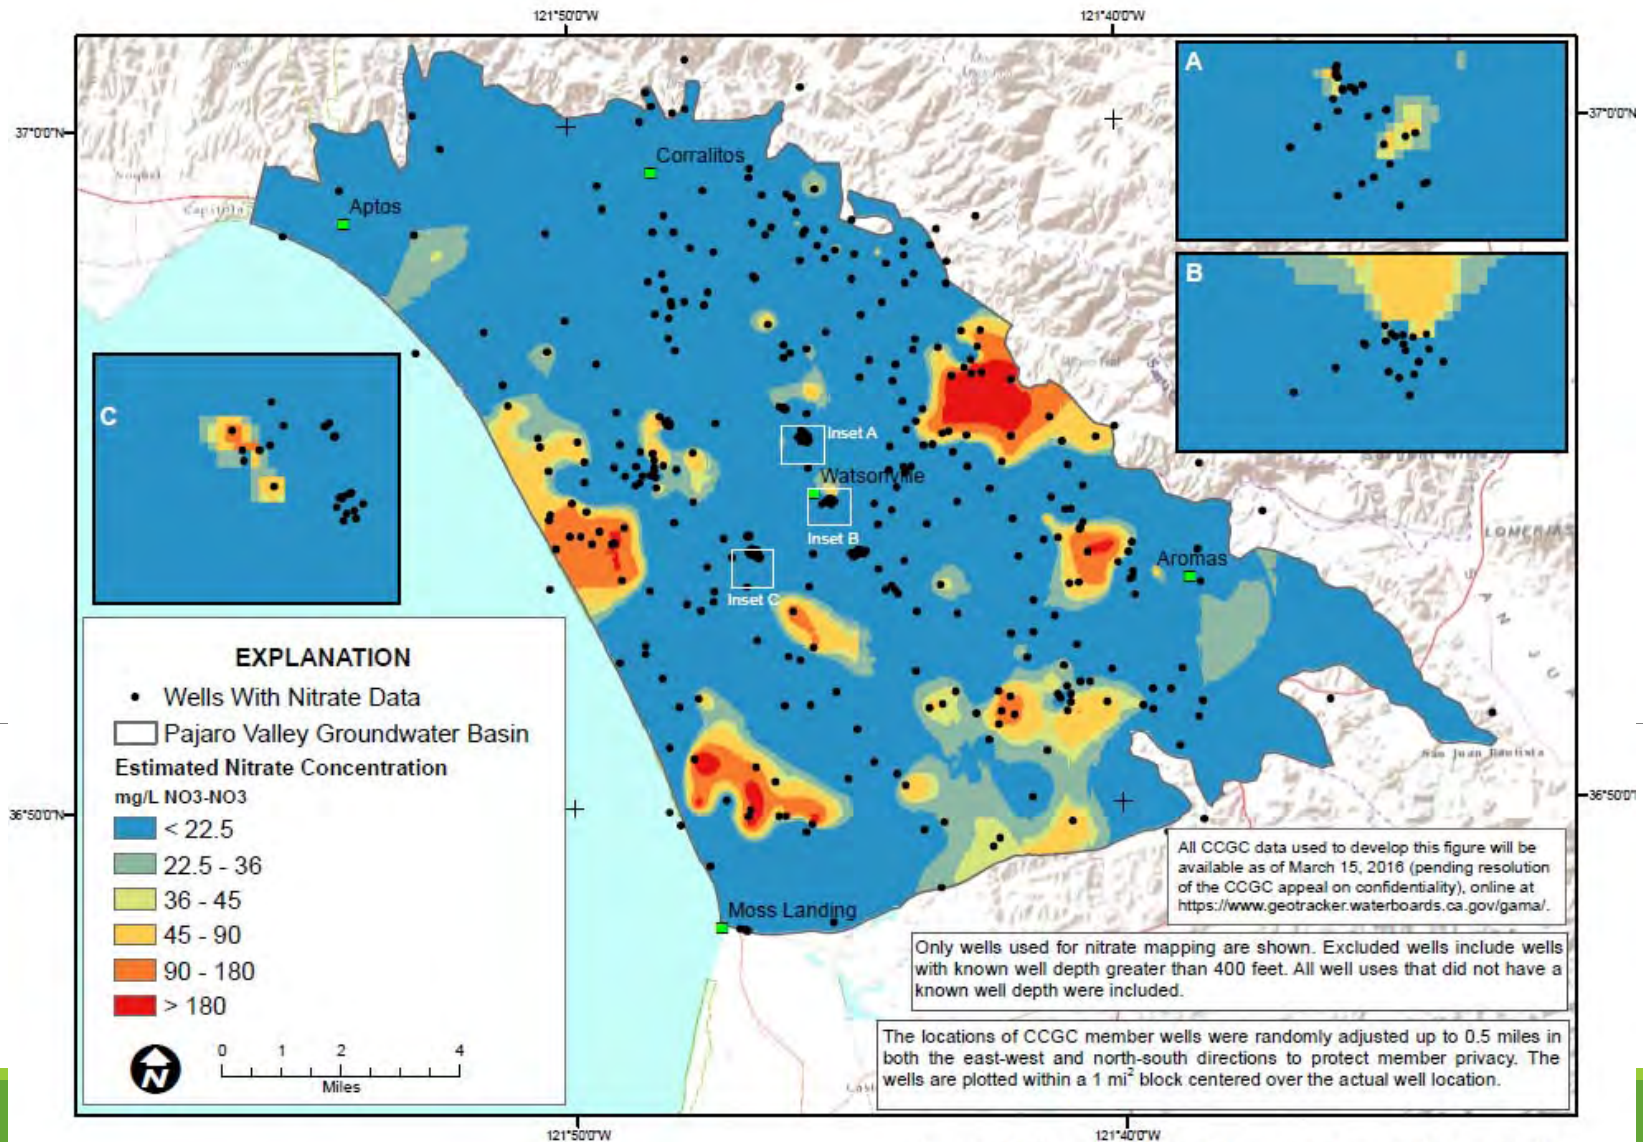 121°50'0"W
121°40'0"W
37°0'0"N
37°0'0"N
A
Corralitos
Soquel
Capitola
Aptos
B
C
Inset A
Watsonville
Inset B
Aromas
LOMERIAS
Inset C
EXPLANATION
Wells With Nitrate Data
Pajaro Valley Groundwater Basin
Estimated Nitrate Concentration
mg/L NO3-NO3
< 22.5
22.5 - 36
36 - 45
45 - 90
90 - 180
> 180
N
0 1 2 4
Miles
San Juan Bautista
36°50'0"N
36°50'0"
Moss Landing
All CCGC data used to develop this figure will be
available as of March 15, 2016 (pending resolution
of the CCGC appeal on confidentiality), online at
https://www.geotracker.waterboards.ca.gov/gama/.
Only wells used for nitrate mapping are shown. Excluded wells include wells
with known well depth greater than 400 feet. All well uses that did not have a
known well depth were included.
The locations of CCGC member wells were randomly adjusted up to 0.5 miles in
both the east-west and north-south directions to protect member privacy. The
wells are plotted within a 1 mi² block centered over the actual well location.
121°50'0"W
121°40'0"W